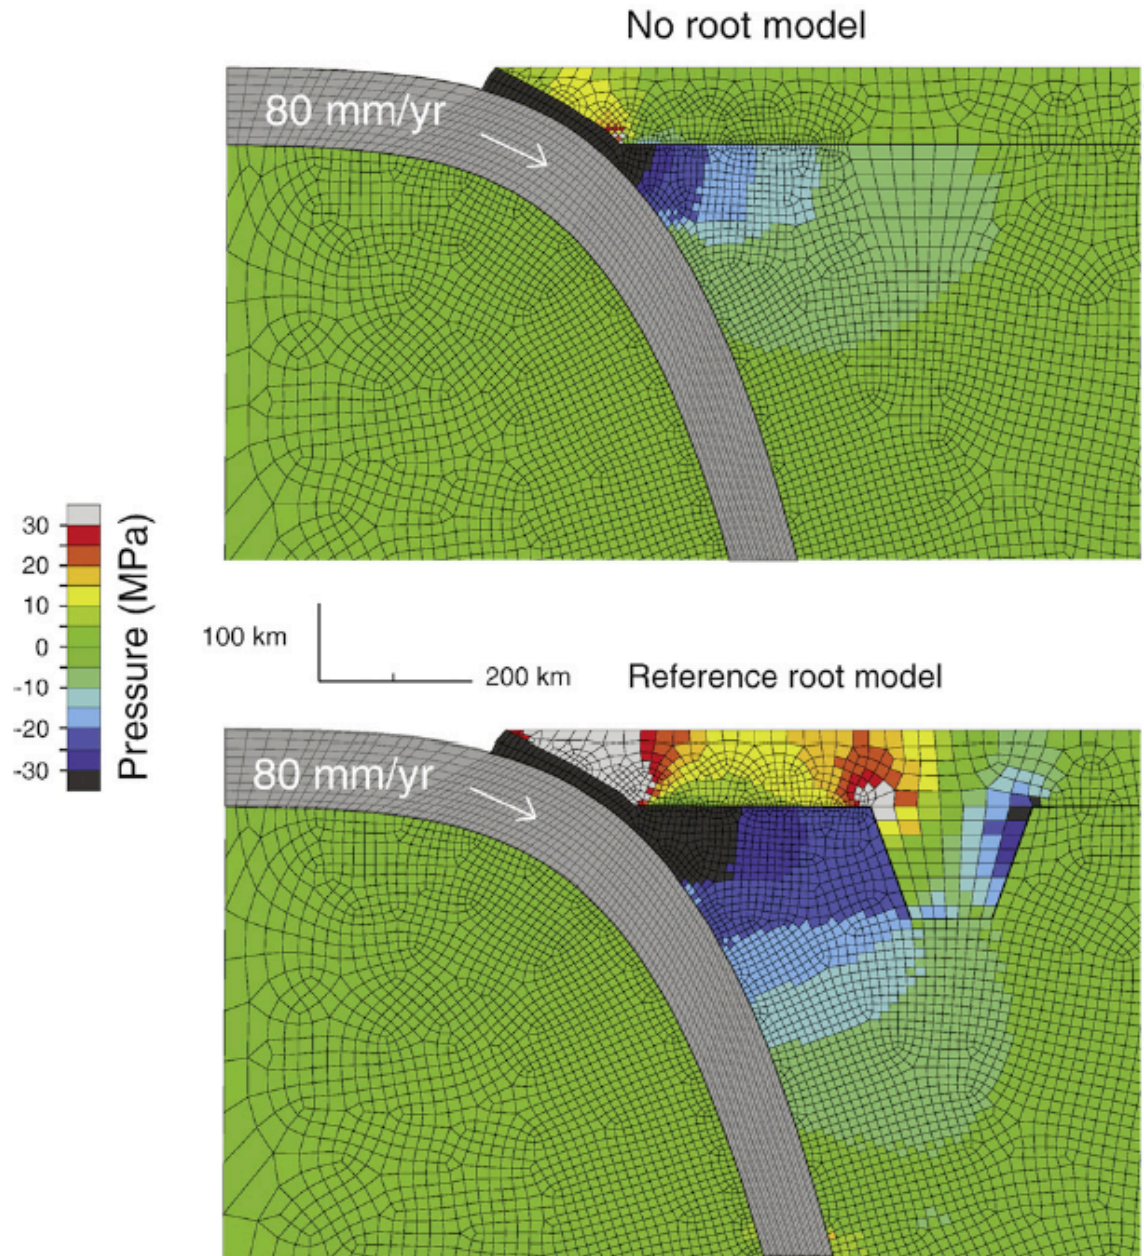 No root model
80 mm/yr
30
20
10
0
-10
-20
-30
Pressure (MPa)
100 km
200 km
Reference root model
80 mm/yr